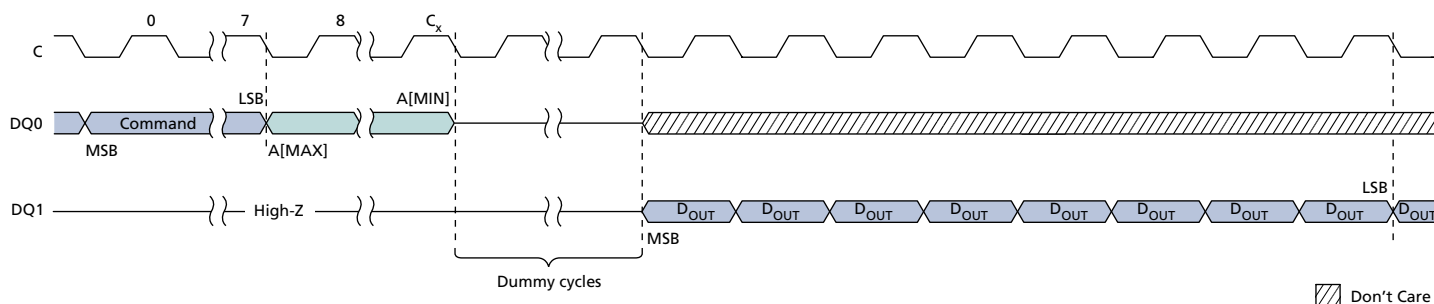 0 7 8 Cx
C
LSB A[MIN]
DQ0 Command
MSB A[MAX]
LSB
DQ1 High-Z DOUT DOUT DOUT DOUT DOUT DOUT DOUT DOUT DOUT
MSB
Dummy cycles
Don't Care